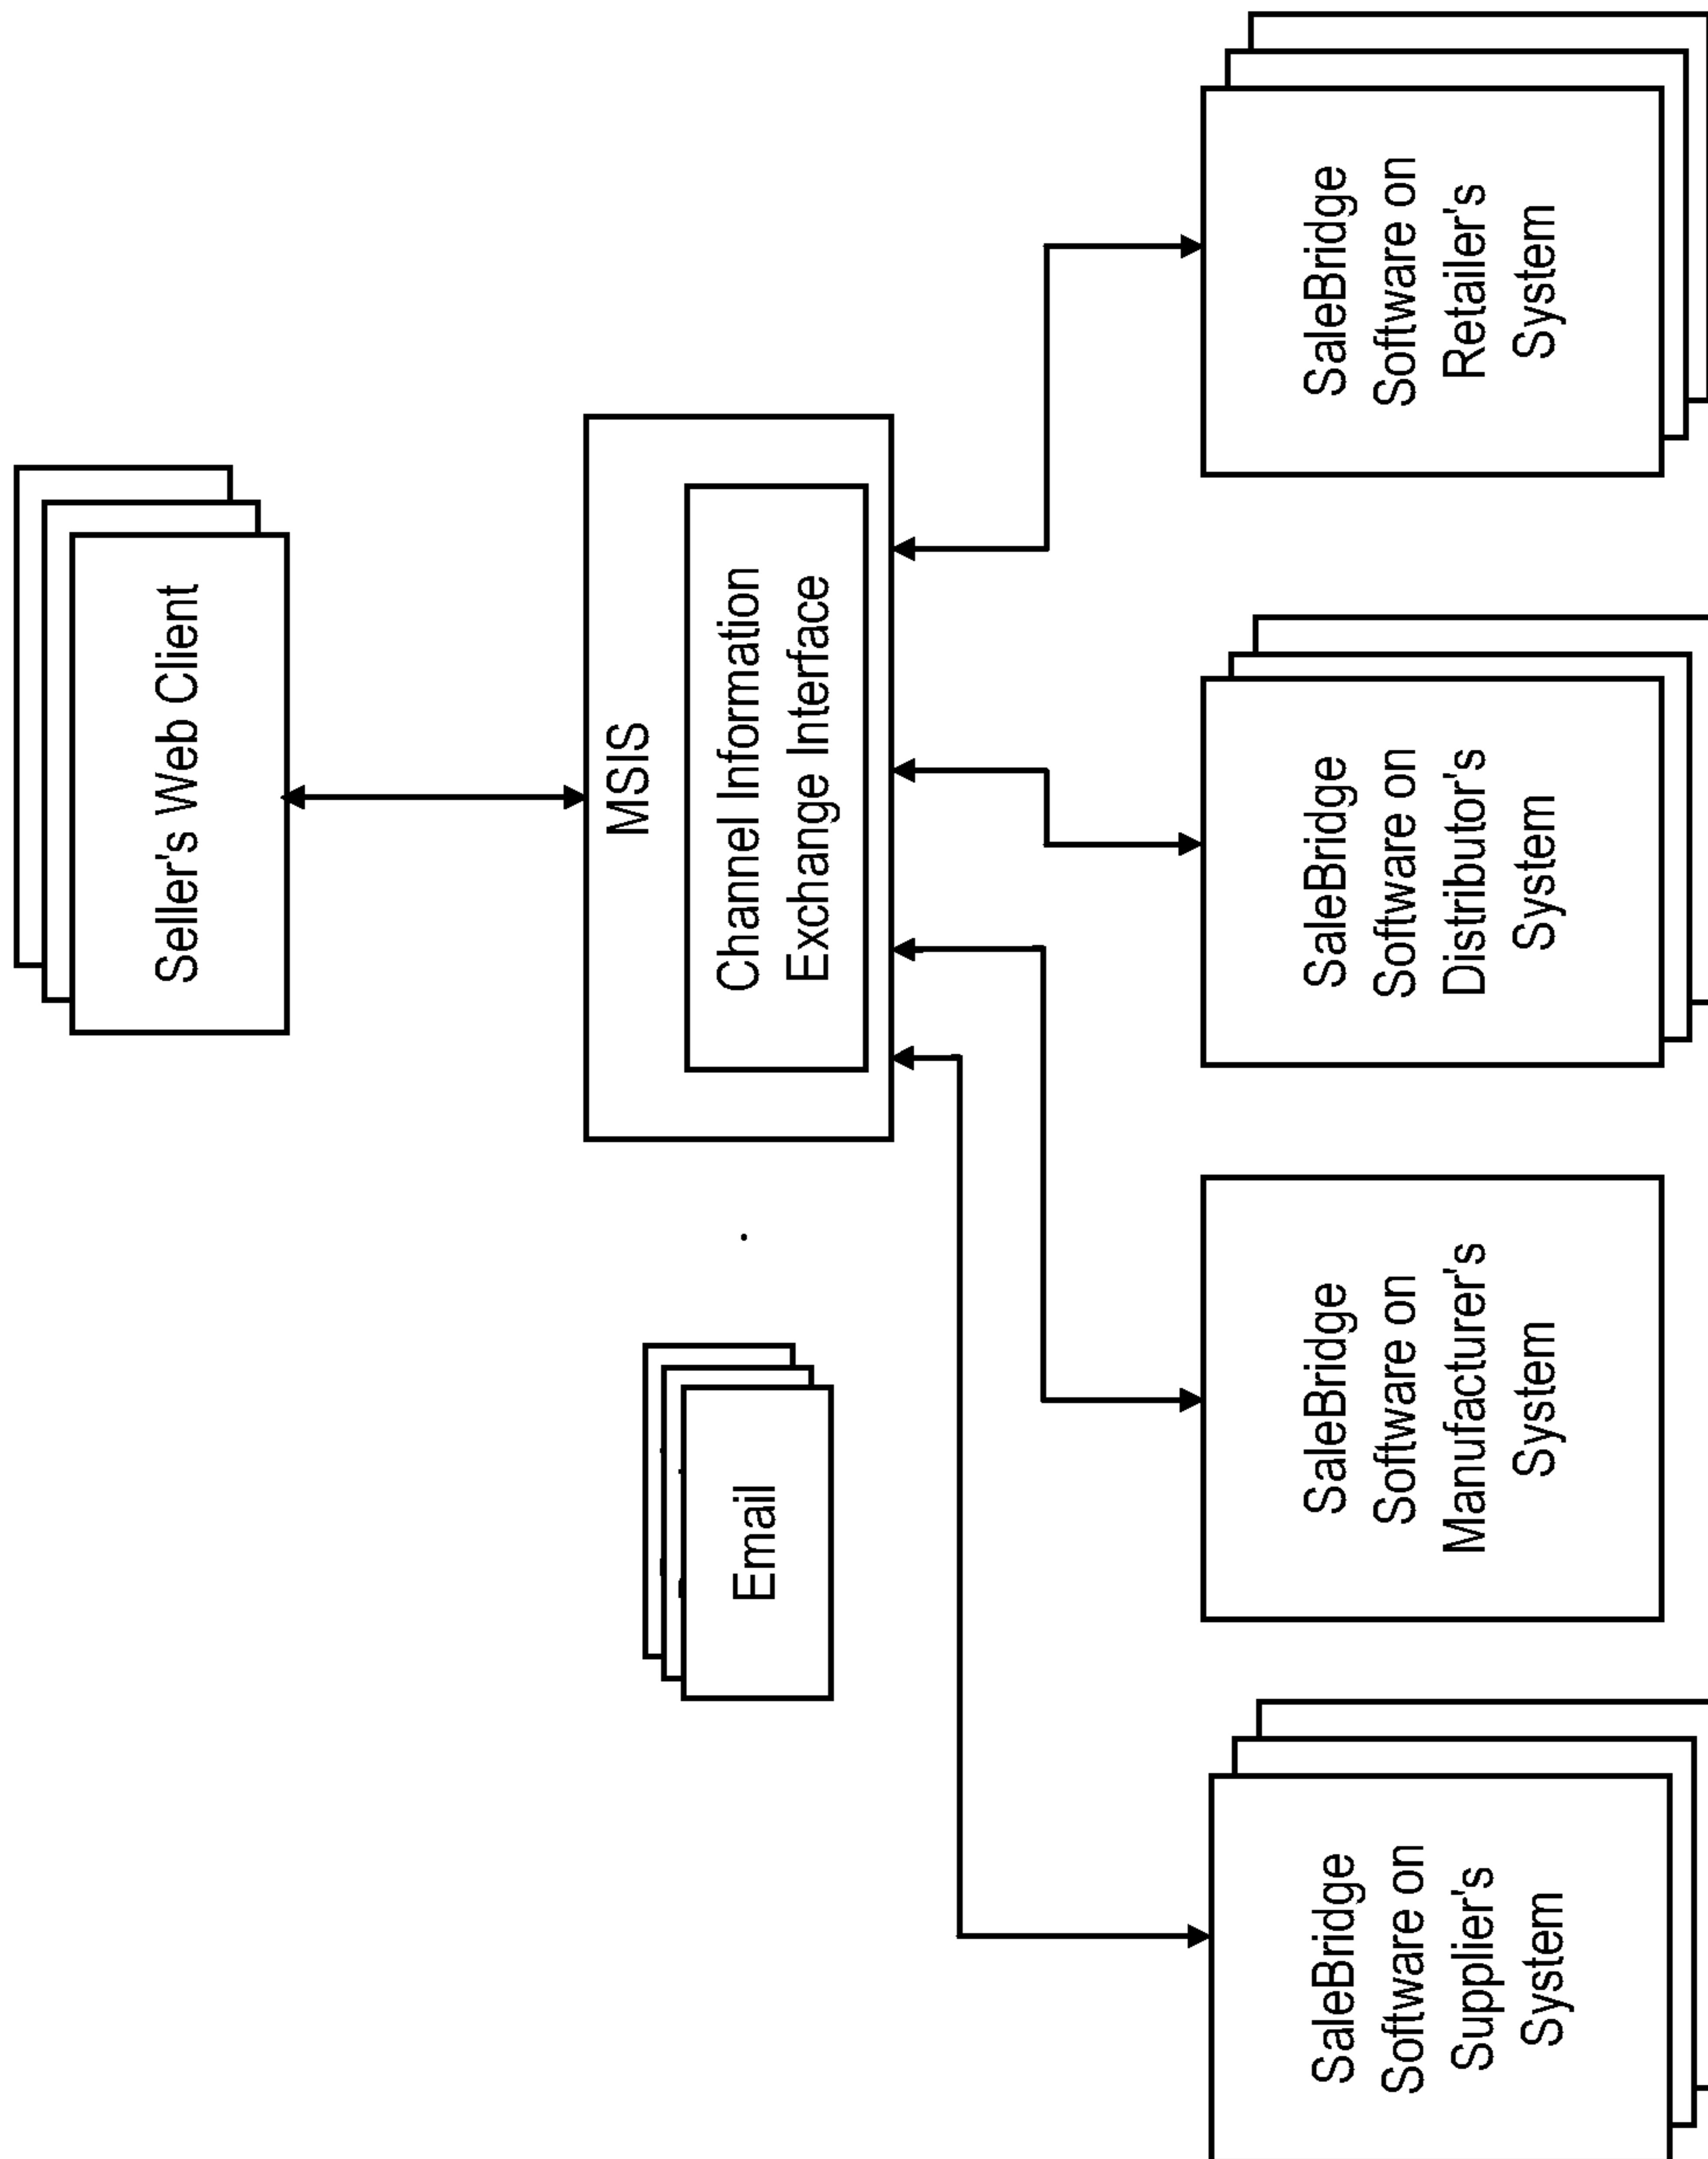 Seller's Web Client
MSIS
Channel Information
Exchange Interface
Email
SaleBridge
Software on
Supplier's
System
SaleBridge
Software on
Manufacturer's
System
SaleBridge
Software on
Distributor's
System
SaleBridge
Software on
Retailer's
System